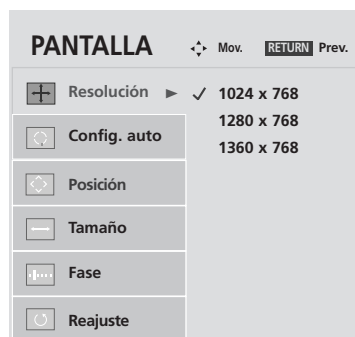 PANTALLA Mov. RETURN Prev.
Resolución ► ✓ 1024 x 768
1280 x 768
1360 x 768
Config. auto
Posición
Tamaño
Fase
Reajuste